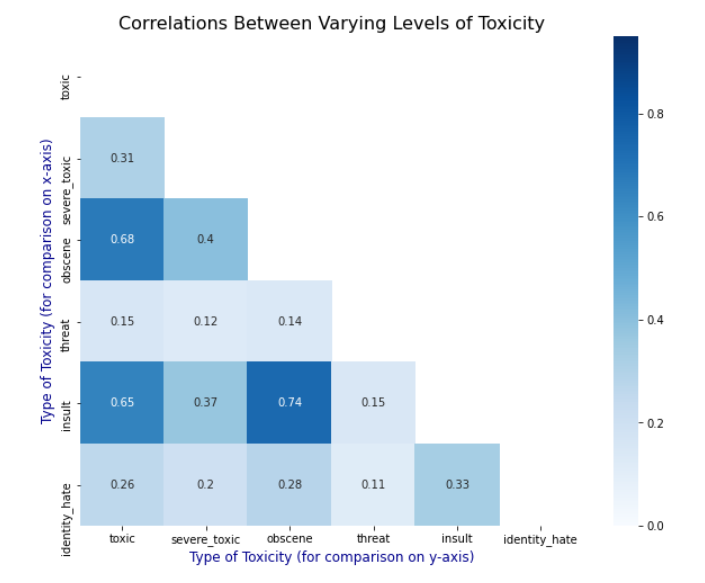 Correlations Between Varying Levels of Toxicity
Type of Toxicity (for comparison on x-axis)
toxic
severe_toxic
0.31
obscene
0.68 0.4
threat
0.15 0.12 0.14
insult
0.65 0.37 0.74 0.15
identity_hate
0.26 0.2 0.28 0.11 0.33
toxic severe_toxic obscene threat insult identity_hate
Type of Toxicity (for comparison on y-axis)
0.8
0.6
0.4
0.2
0.0